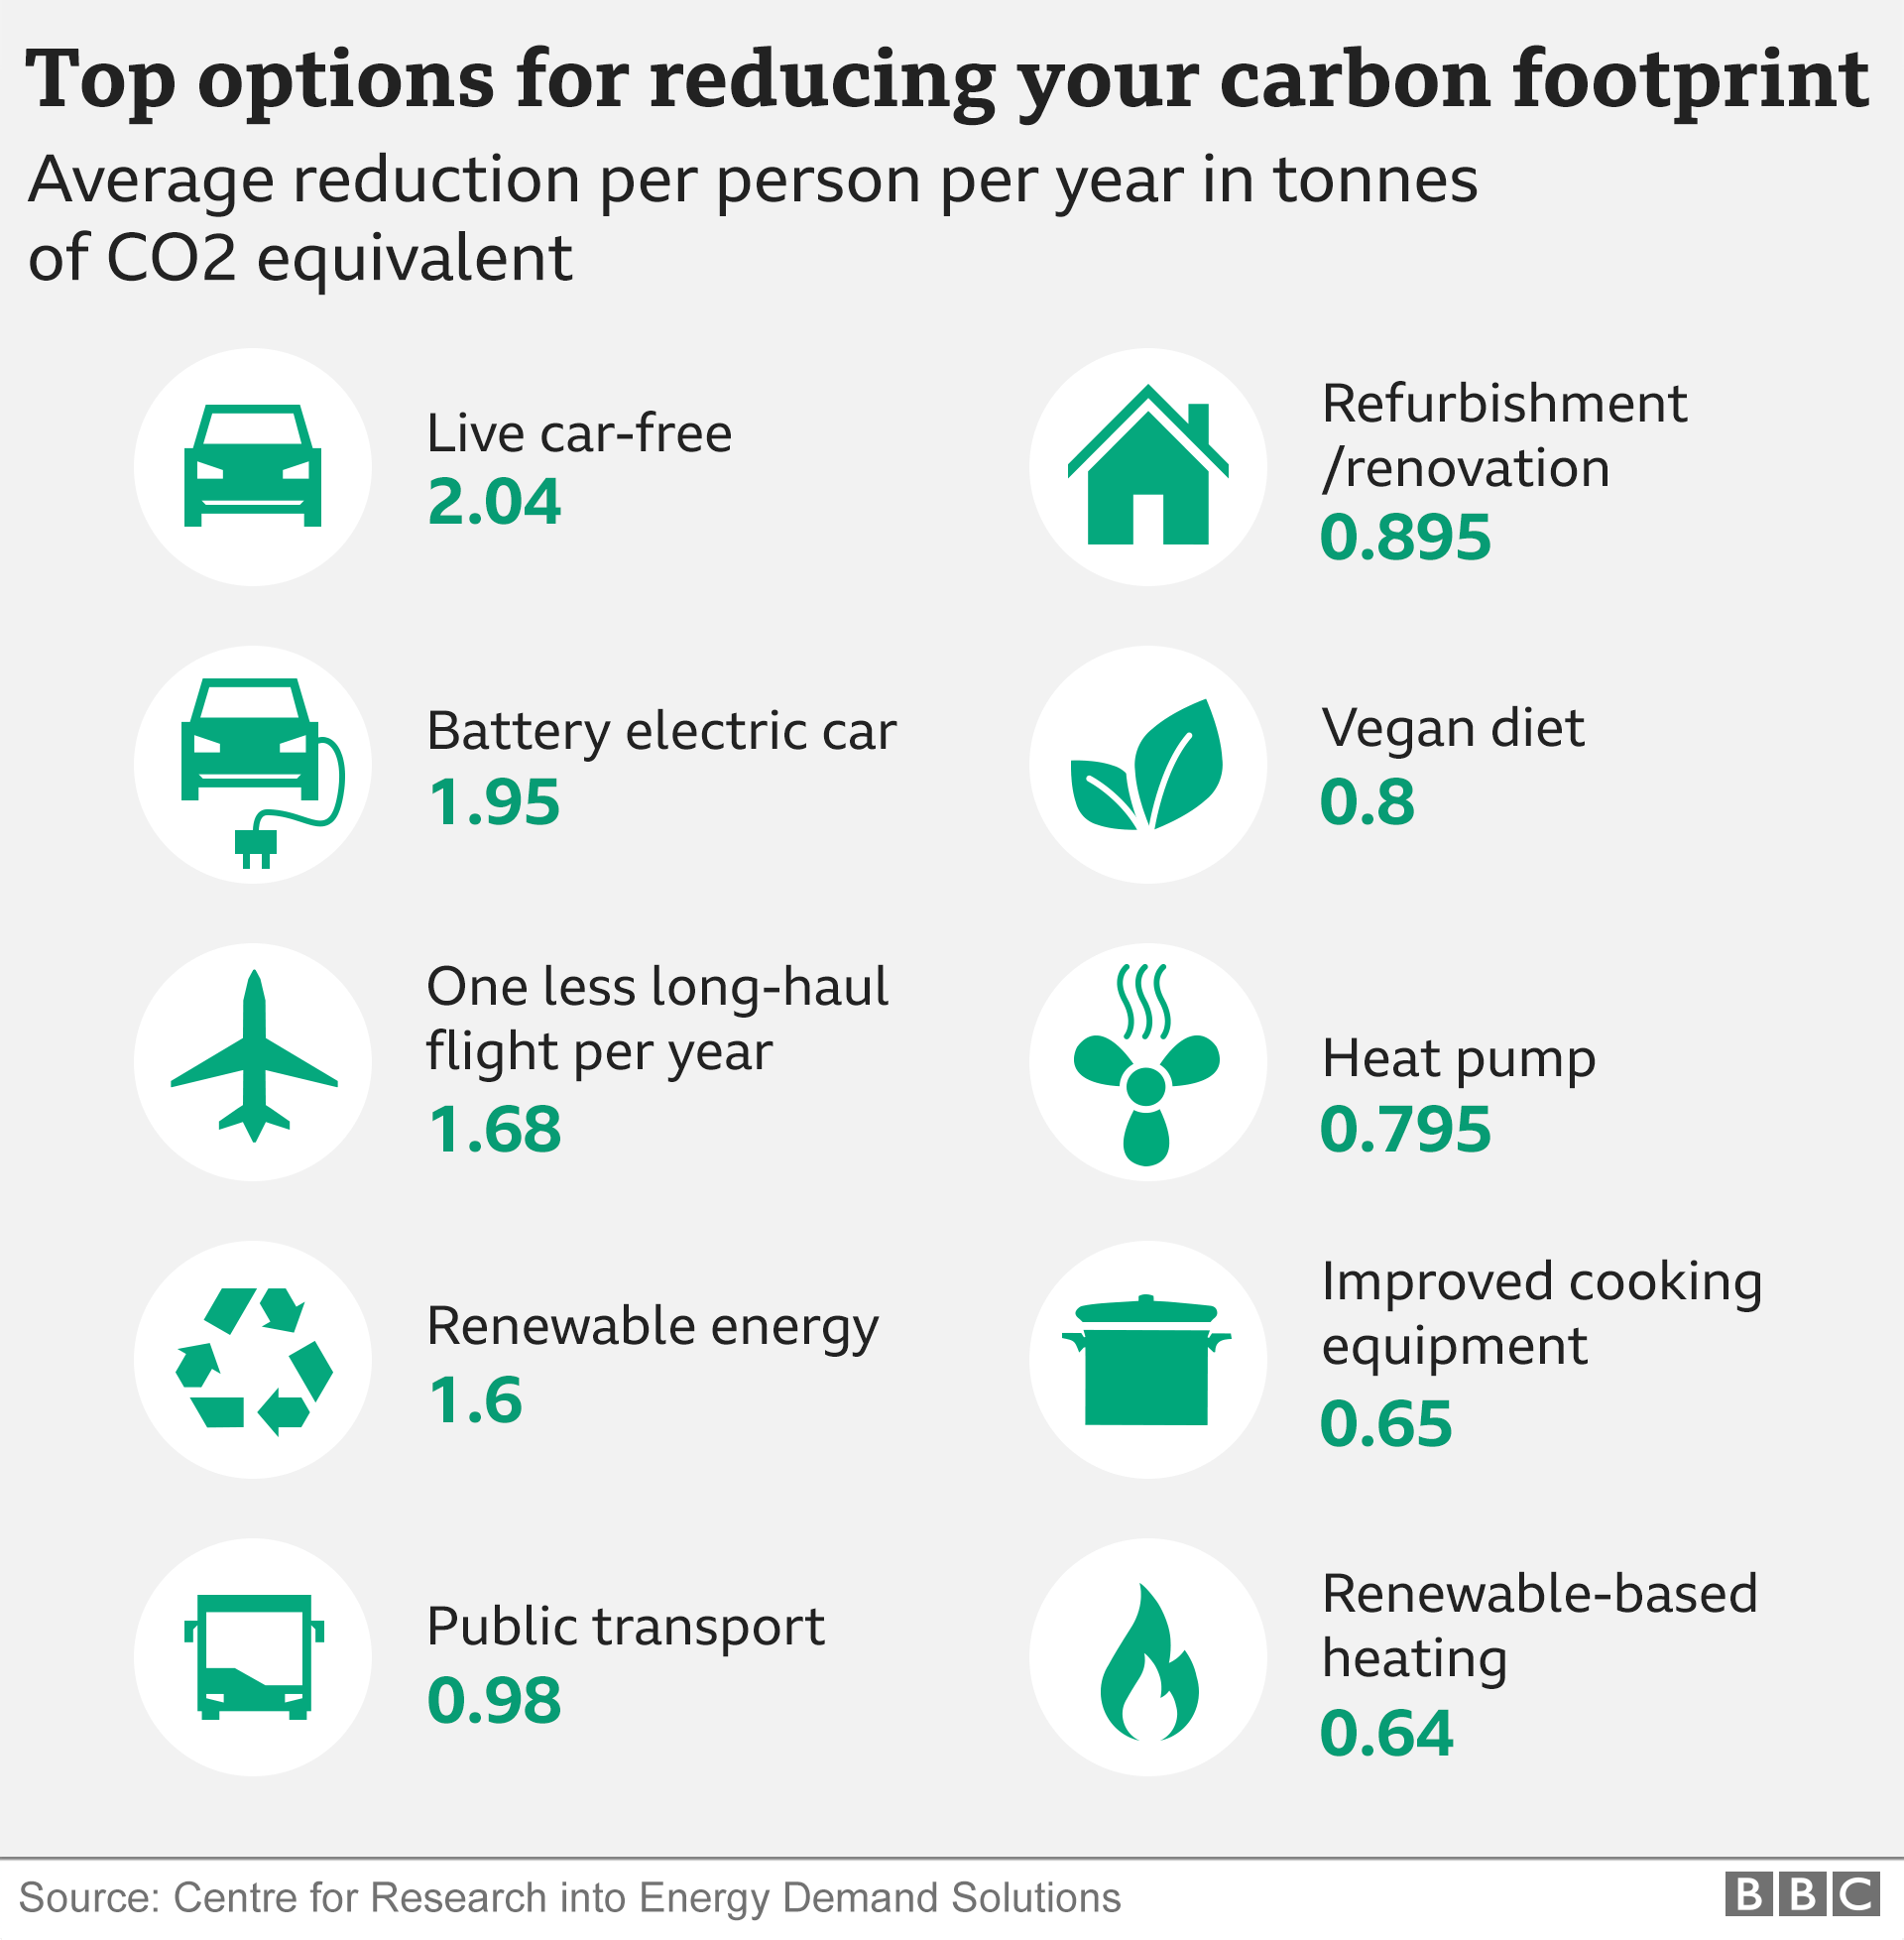 Top options for reducing your carbon footprint
Average reduction per person per year in tonnes
of CO2 equivalent
Live car-free
2.04
Battery electric car
1.95
One less long-haul
flight per year
1.68
Renewable energy
1.6
Public transport
0.98
Refurbishment
/renovation
0.895
Vegan diet
0.8
Heat pump
0.795
Improved cooking
equipment
0.65
Renewable-based
heating
0.64
Source: Centre for Research into Energy Demand Solutions
BBC